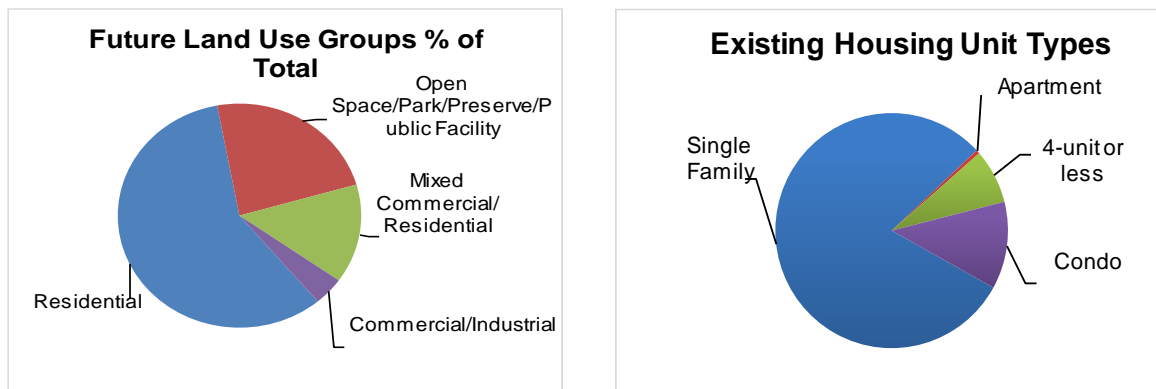 Future Land Use Groups % of
Total
Open
Space/Park/Preserve/P
ublic Facility
Mixed
Commercial/
Residential
Residential
Commercial/Industrial
Existing Housing Unit Types
Apartment
Single
Family
4-unit or
less
Condo